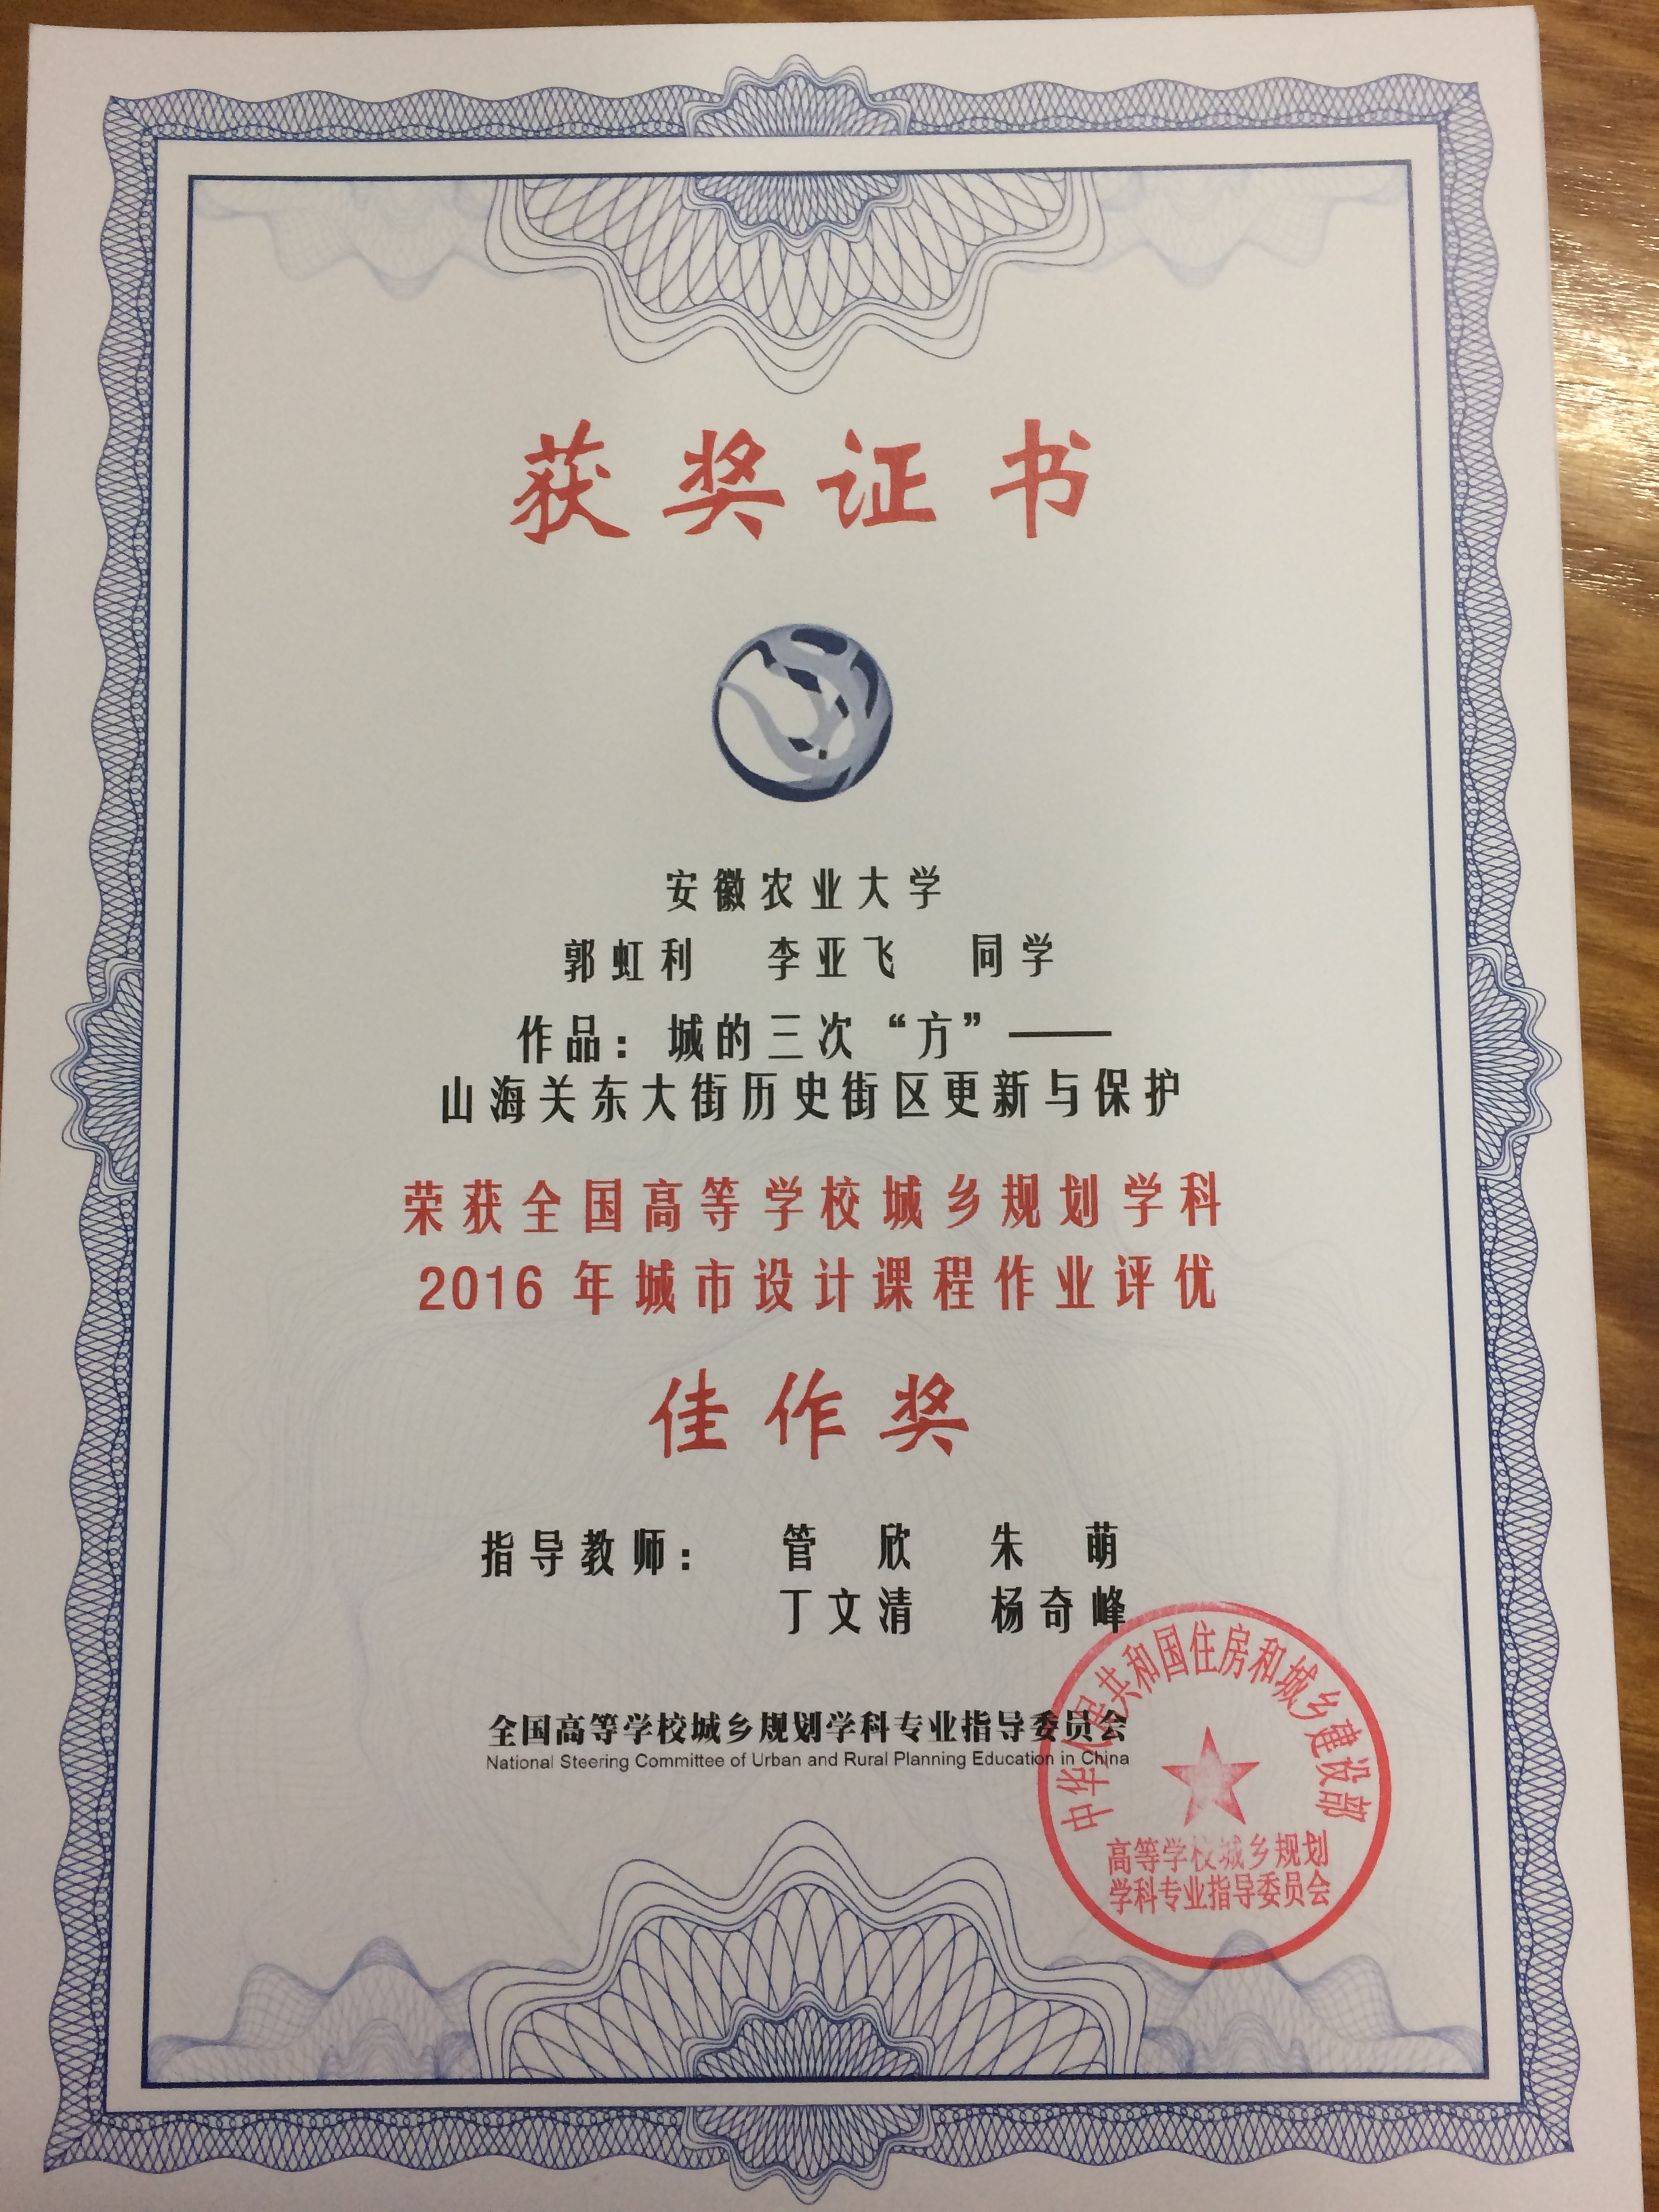 获奖证书
安徽农业大学
郭虹利 李亚飞 同学
作品：城的三次“方”——
山海关东大街历史街区更新与保护
荣获全国高等学校城乡规划学科
2016 年城市设计课程作业评优
佳作奖
指导教师： 管 欣 朱 萌
丁文清 杨奇峰
全国高等学校城乡规划学科专业指导委员会
National Steering Committee of Urban and Rural Planning Education in China
中华人民共和国住房和城乡建设部
高等学校城乡规划
学科专业指导委员会